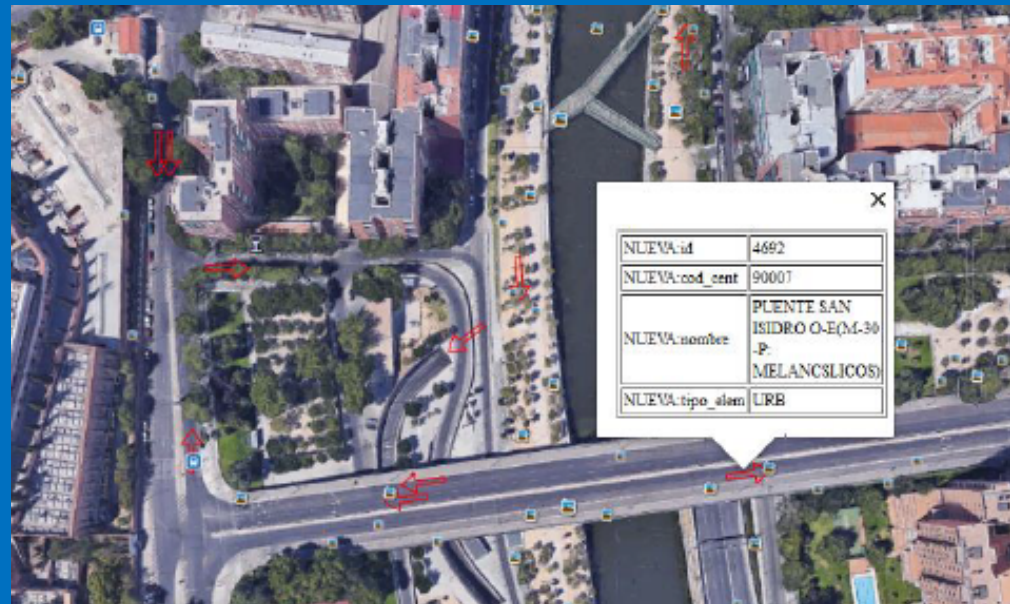 ×
NUEVA:id 4692
NUEVA:cod_cent 90007
NUEVA:nombre PUENTE SAN
ISIDRO O-E(M-30
-P:
MELANCSLICOS)
NUEVA:tipo_elem URB